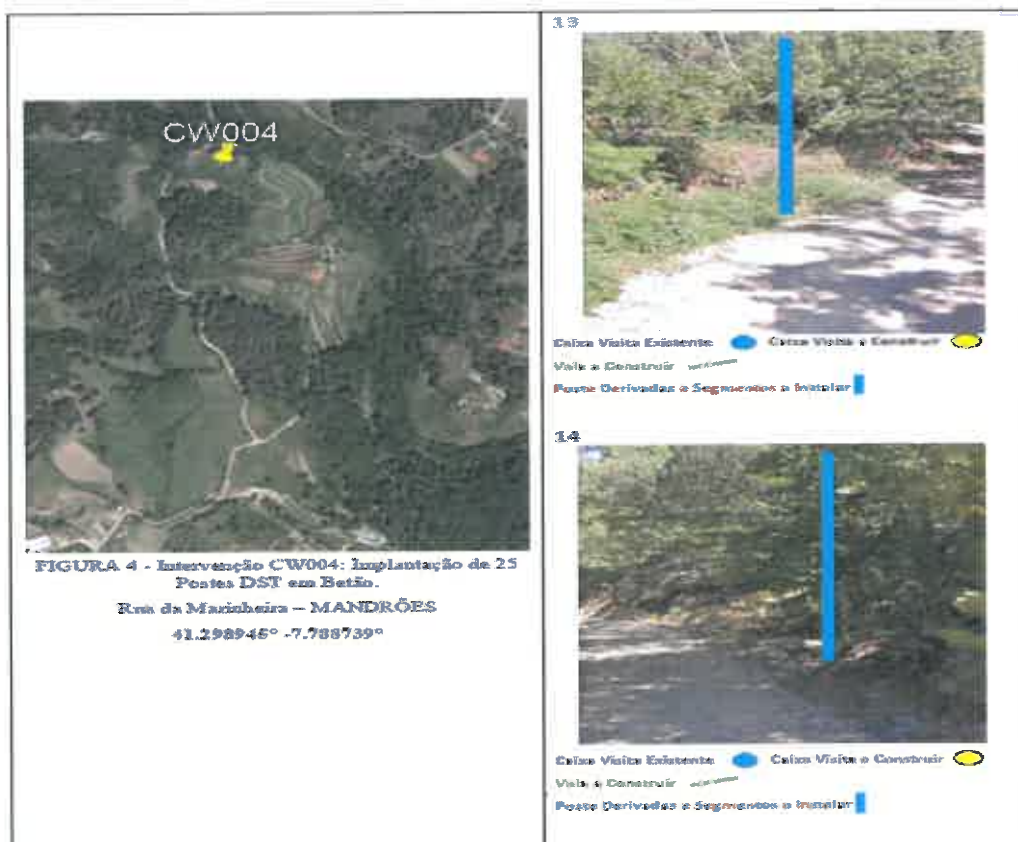 CW004
FIGURA 4 - Intervenção CW004: Implantação de 25
Postes DST em Betão.
Rua da Marinheira – MANDRÕES
41.298945° -7.788739°
13
Caixa Visita Existente Caixa Visita a Construir
Vala a Construir
Poste Derivadas e Segmentos a Instalar
14
Caixa Visita Existente Caixa Visita a Construir
Vala a Construir
Poste Derivadas e Segmentos a Instalar